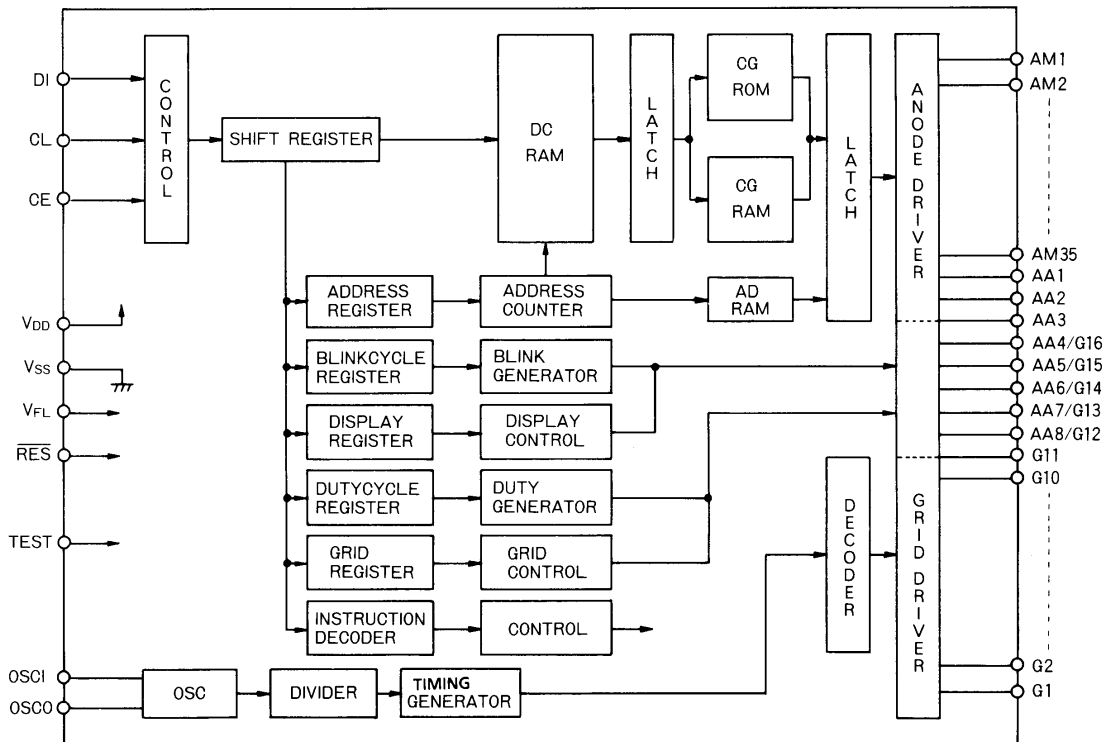 DI
CL
CE
VDD
VSS
VFL
RES
TEST
OSCI
OSCO
CONTROL
SHIFT REGISTER
DC
RAM
LATCH
CG
ROM
CG
RAM
LATCH
ANODE DRIVER
ADDRESS
REGISTER
ADDRESS
COUNTER
AD
RAM
BLINKCYCLE
REGISTER
BLINK
GENERATOR
DISPLAY
REGISTER
DISPLAY
CONTROL
DUTYCYCLE
REGISTER
DUTY
GENERATOR
GRID
REGISTER
GRID
CONTROL
INSTRUCTION
DECODER
CONTROL
DECODER
GRID DRIVER
OSC
DIVIDER
TIMING
GENERATOR
AM1
AM2
AM35
AA1
AA2
AA3
AA4/G16
AA5/G15
AA6/G14
AA7/G13
AA8/G12
G11
G10
G2
G1